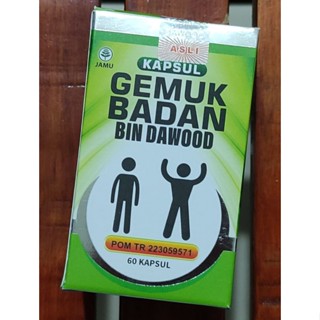 ASLI
JAMU
KAPSUL
GEMUK
BADAN
BIN DAWOOD
POM TR 223059571
60 KAPSUL